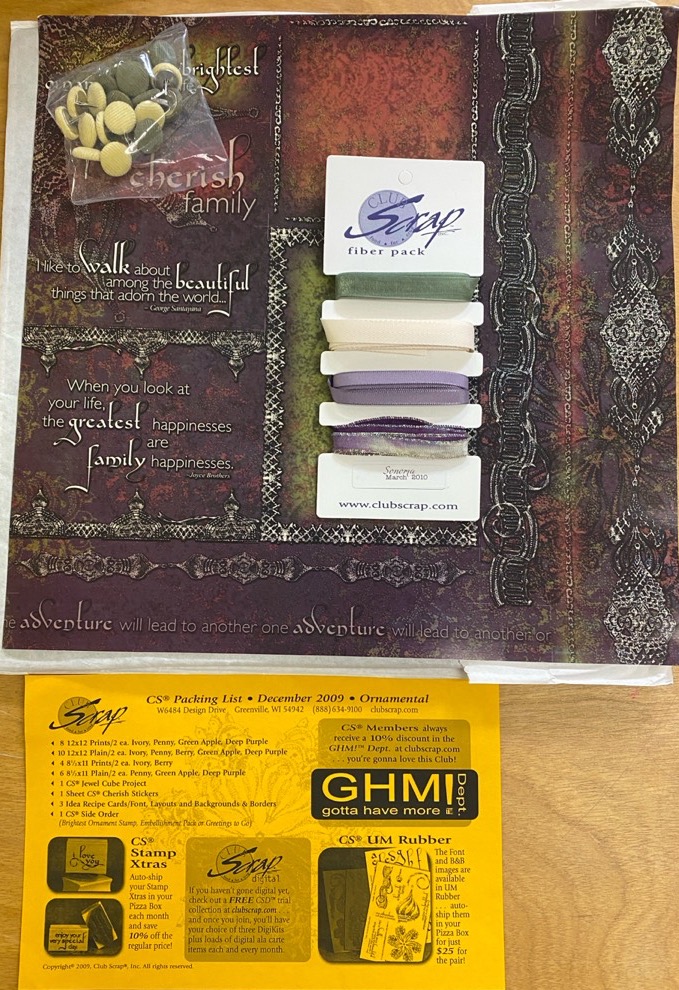 brightest
cherish
family
I like to walk about
among the beautiful
things that adorn the world...
- George Santayana
When you look at
your life,
the greatest happinesses
are
family happinesses.
- Joyce Brothers
adventure will lead to another one adventure will lead to another or
CLUB
Scrap
fiber pack
Sonoma
March 2010
www.clubscrap.com
CLUB
Scrap
CS® Packing List • December 2009 • Ornamental
W6484 Design Drive Greenville, WI 54942 (888) 634-9100 clubscrap.com
8 12x12 Prints/2 ea. Ivory, Penny, Green Apple, Deep Purple
10 12x12 Plain/2 ea. Ivory, Penny, Berry, Green Apple, Deep Purple
4 8½x11 Prints/2 ea. Ivory, Berry
6 8½x11 Plain/2 ea. Penny, Green Apple, Deep Purple
1 CS® Jewel Cube Project
1 Sheet CS® Cherish Stickers
3 Idea Recipe Cards/Font, Layouts and Backgrounds & Borders
1 CS® Side Order
(Brightest Ornament Stamp, Embellishment Pack or Greetings to Go)
CS® Members always
receive a 10% discount in the
GHM!™ Dept. at clubscrap.com
... you're gonna love this Club!
GHM! Dept.
gotta have more
CS®
Stamp
Xtras
Auto-ship
your Stamp
Xtras in your
Pizza Box
each month
and save
10% off the
regular price!
i love
you
enjoy your
very special
day
CLUB
Scrap
digital
If you haven't gone digital yet,
check out a FREE CSD™ trial
collection at clubscrap.com
and once you join, you'll have
your choice of three DigiKits
plus loads of digital ala carte
items each and every month.
CS® UM Rubber
The Font
and B&B
images are
available
in UM
Rubber
... auto-
ship them
in your
Pizza Box
for just
$25 for
the pair!
Copyright® 2009, Club Scrap®, Inc. All rights reserved.